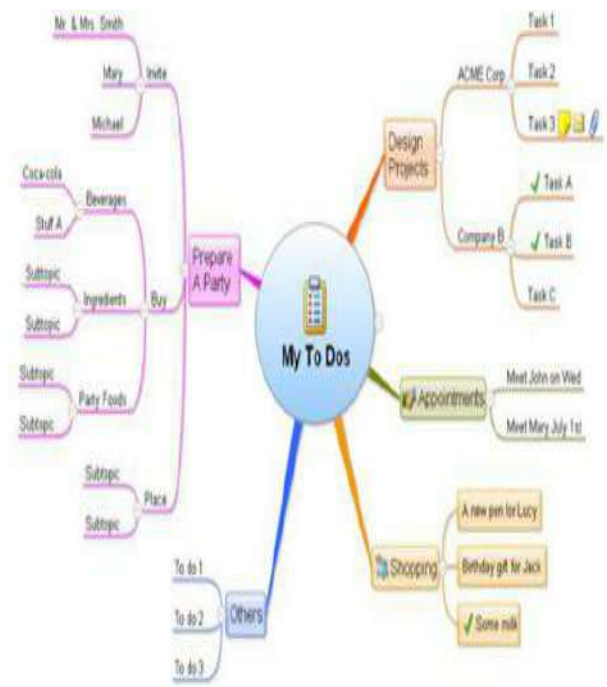 My To Dos
Design
Projects
ACME Corp
Task 1
Task 2
Task 3
Company B
Task A
Task B
Task C
Appointments
Meet John on Wed
Meet Mary July 1st
Shopping
A new pen for Lucy
Birthday gift for Jack
Some milk
Others
To do 1
To do 2
To do 3
Prepare
A Party
Invite
Mr & Mrs Smith
Mary
Michael
Buy
Beverages
Coca-cola
Stuff A
Ingredients
Subtopic
Subtopic
Party Foods
Subtopic
Subtopic
Place
Subtopic
Subtopic